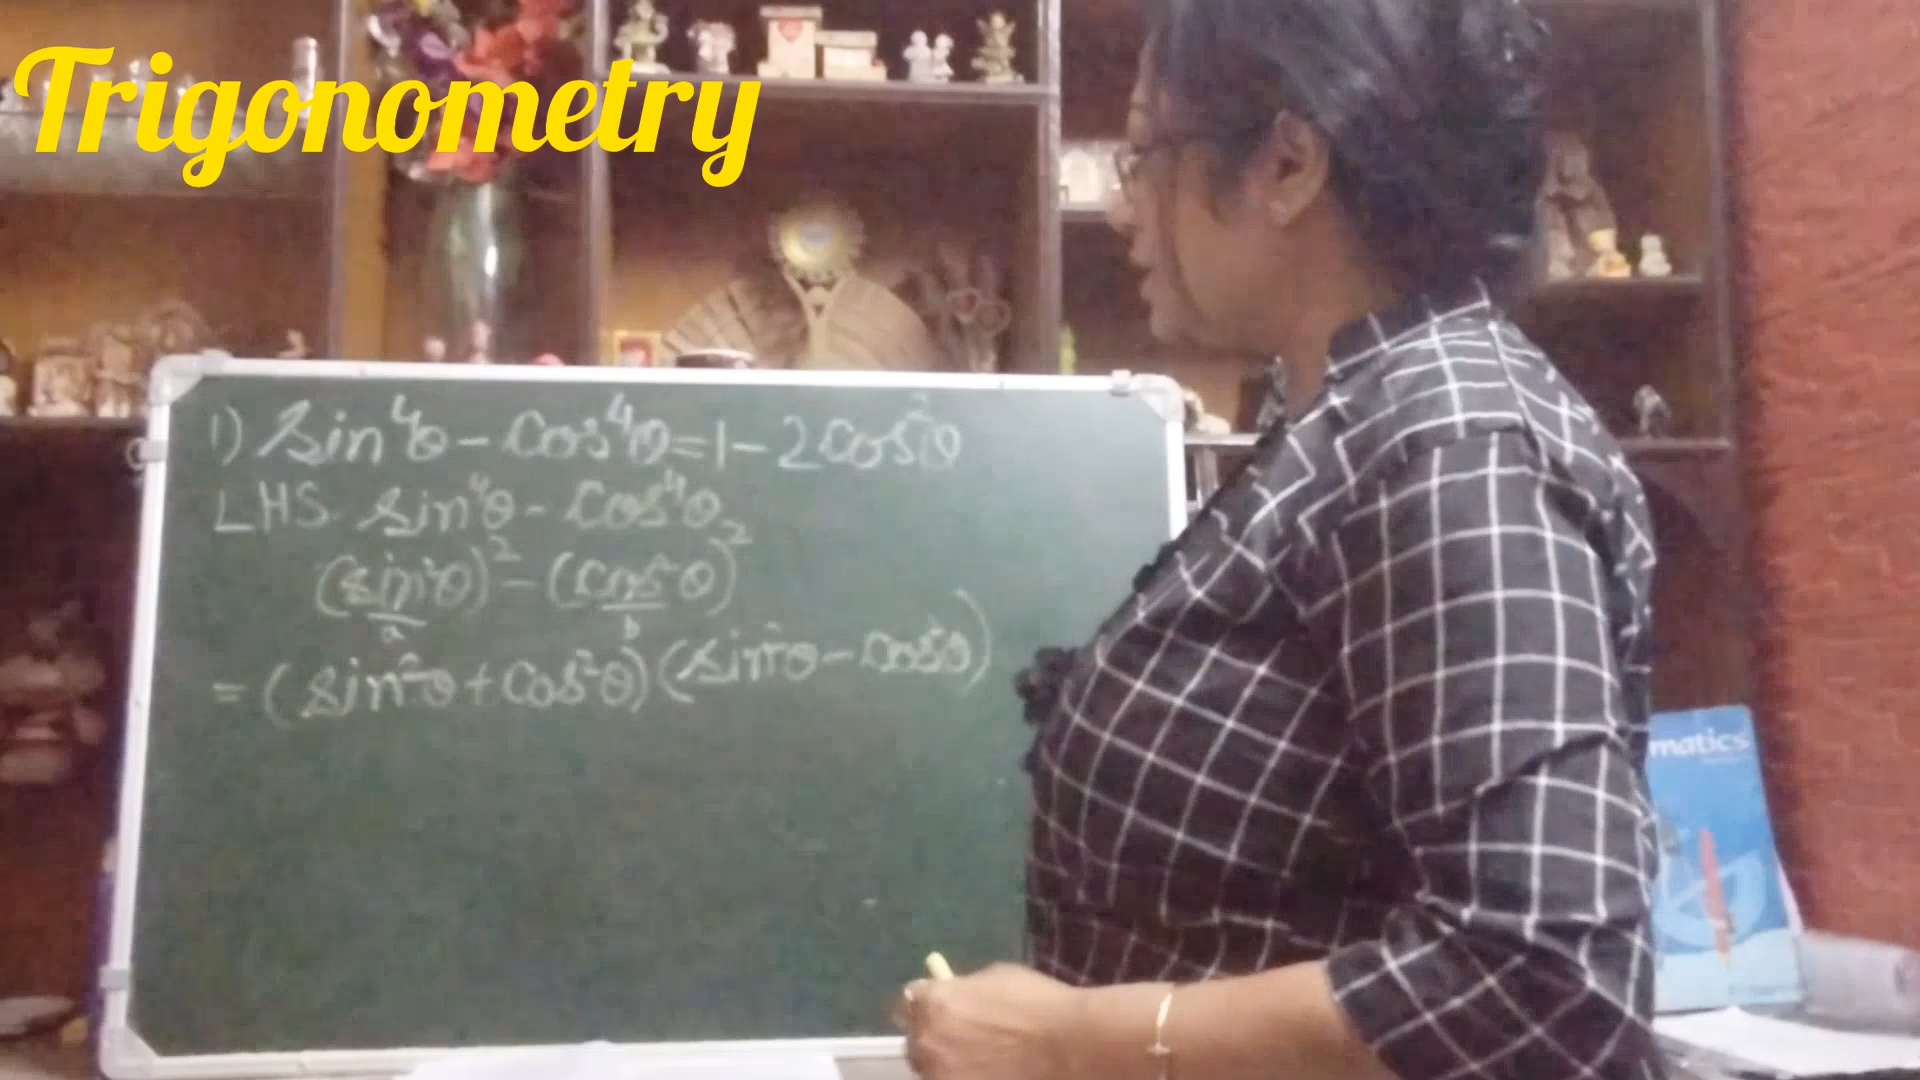 Trigonometry
1) sin⁴θ - cos⁴θ = 1 - 2cos²θ
LHS. sin⁴θ - cos⁴θ
(sin²θ)² - (cos²θ)²
a b
= (sin²θ + cos²θ) (sin²θ - cos²θ)
matics